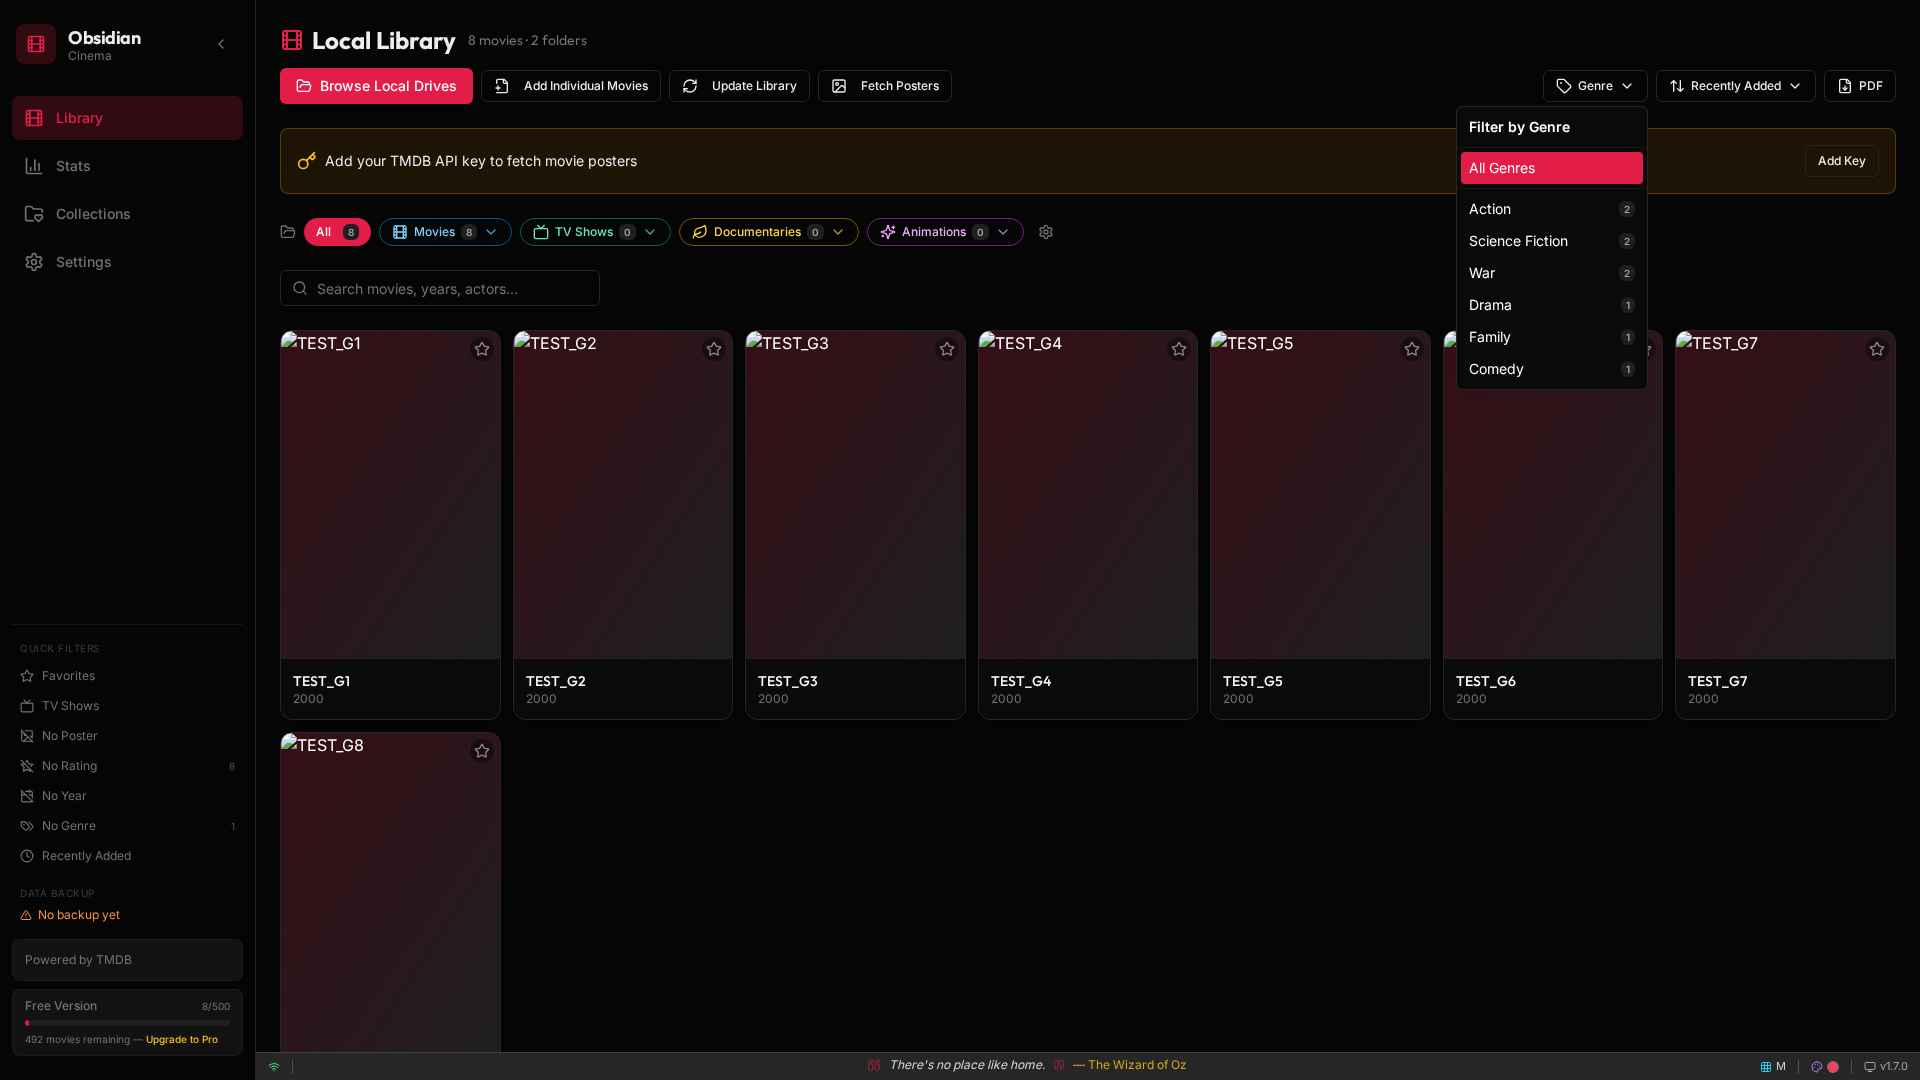 Obsidian
Cinema
Library
Stats
Collections
Settings
QUICK FILTERS
Favorites
TV Shows
No Poster
No Rating 8
No Year
No Genre 1
Recently Added
DATA BACKUP
No backup yet
Powered by TMDB
Free Version 8/500
492 movies remaining — Upgrade to Pro
Local Library 8 movies · 2 folders
Browse Local Drives Add Individual Movies Update Library Fetch Posters Genre Recently Added PDF
Add your TMDB API key to fetch movie posters Add Key
Filter by Genre
All Genres
Action 2
Science Fiction 2
War 2
Drama 1
Family 1
Comedy 1
All 8 Movies 8 TV Shows 0 Documentaries 0 Animations 0
Search movies, years, actors...
TEST_G1 TEST_G2 TEST_G3 TEST_G4 TEST_G5 TEST_G7
TEST_G1 TEST_G2 TEST_G3 TEST_G4 TEST_G5 TEST_G6 TEST_G7
2000 2000 2000 2000 2000 2000 2000
TEST_G8
There's no place like home. — The Wizard of Oz
M v1.7.0